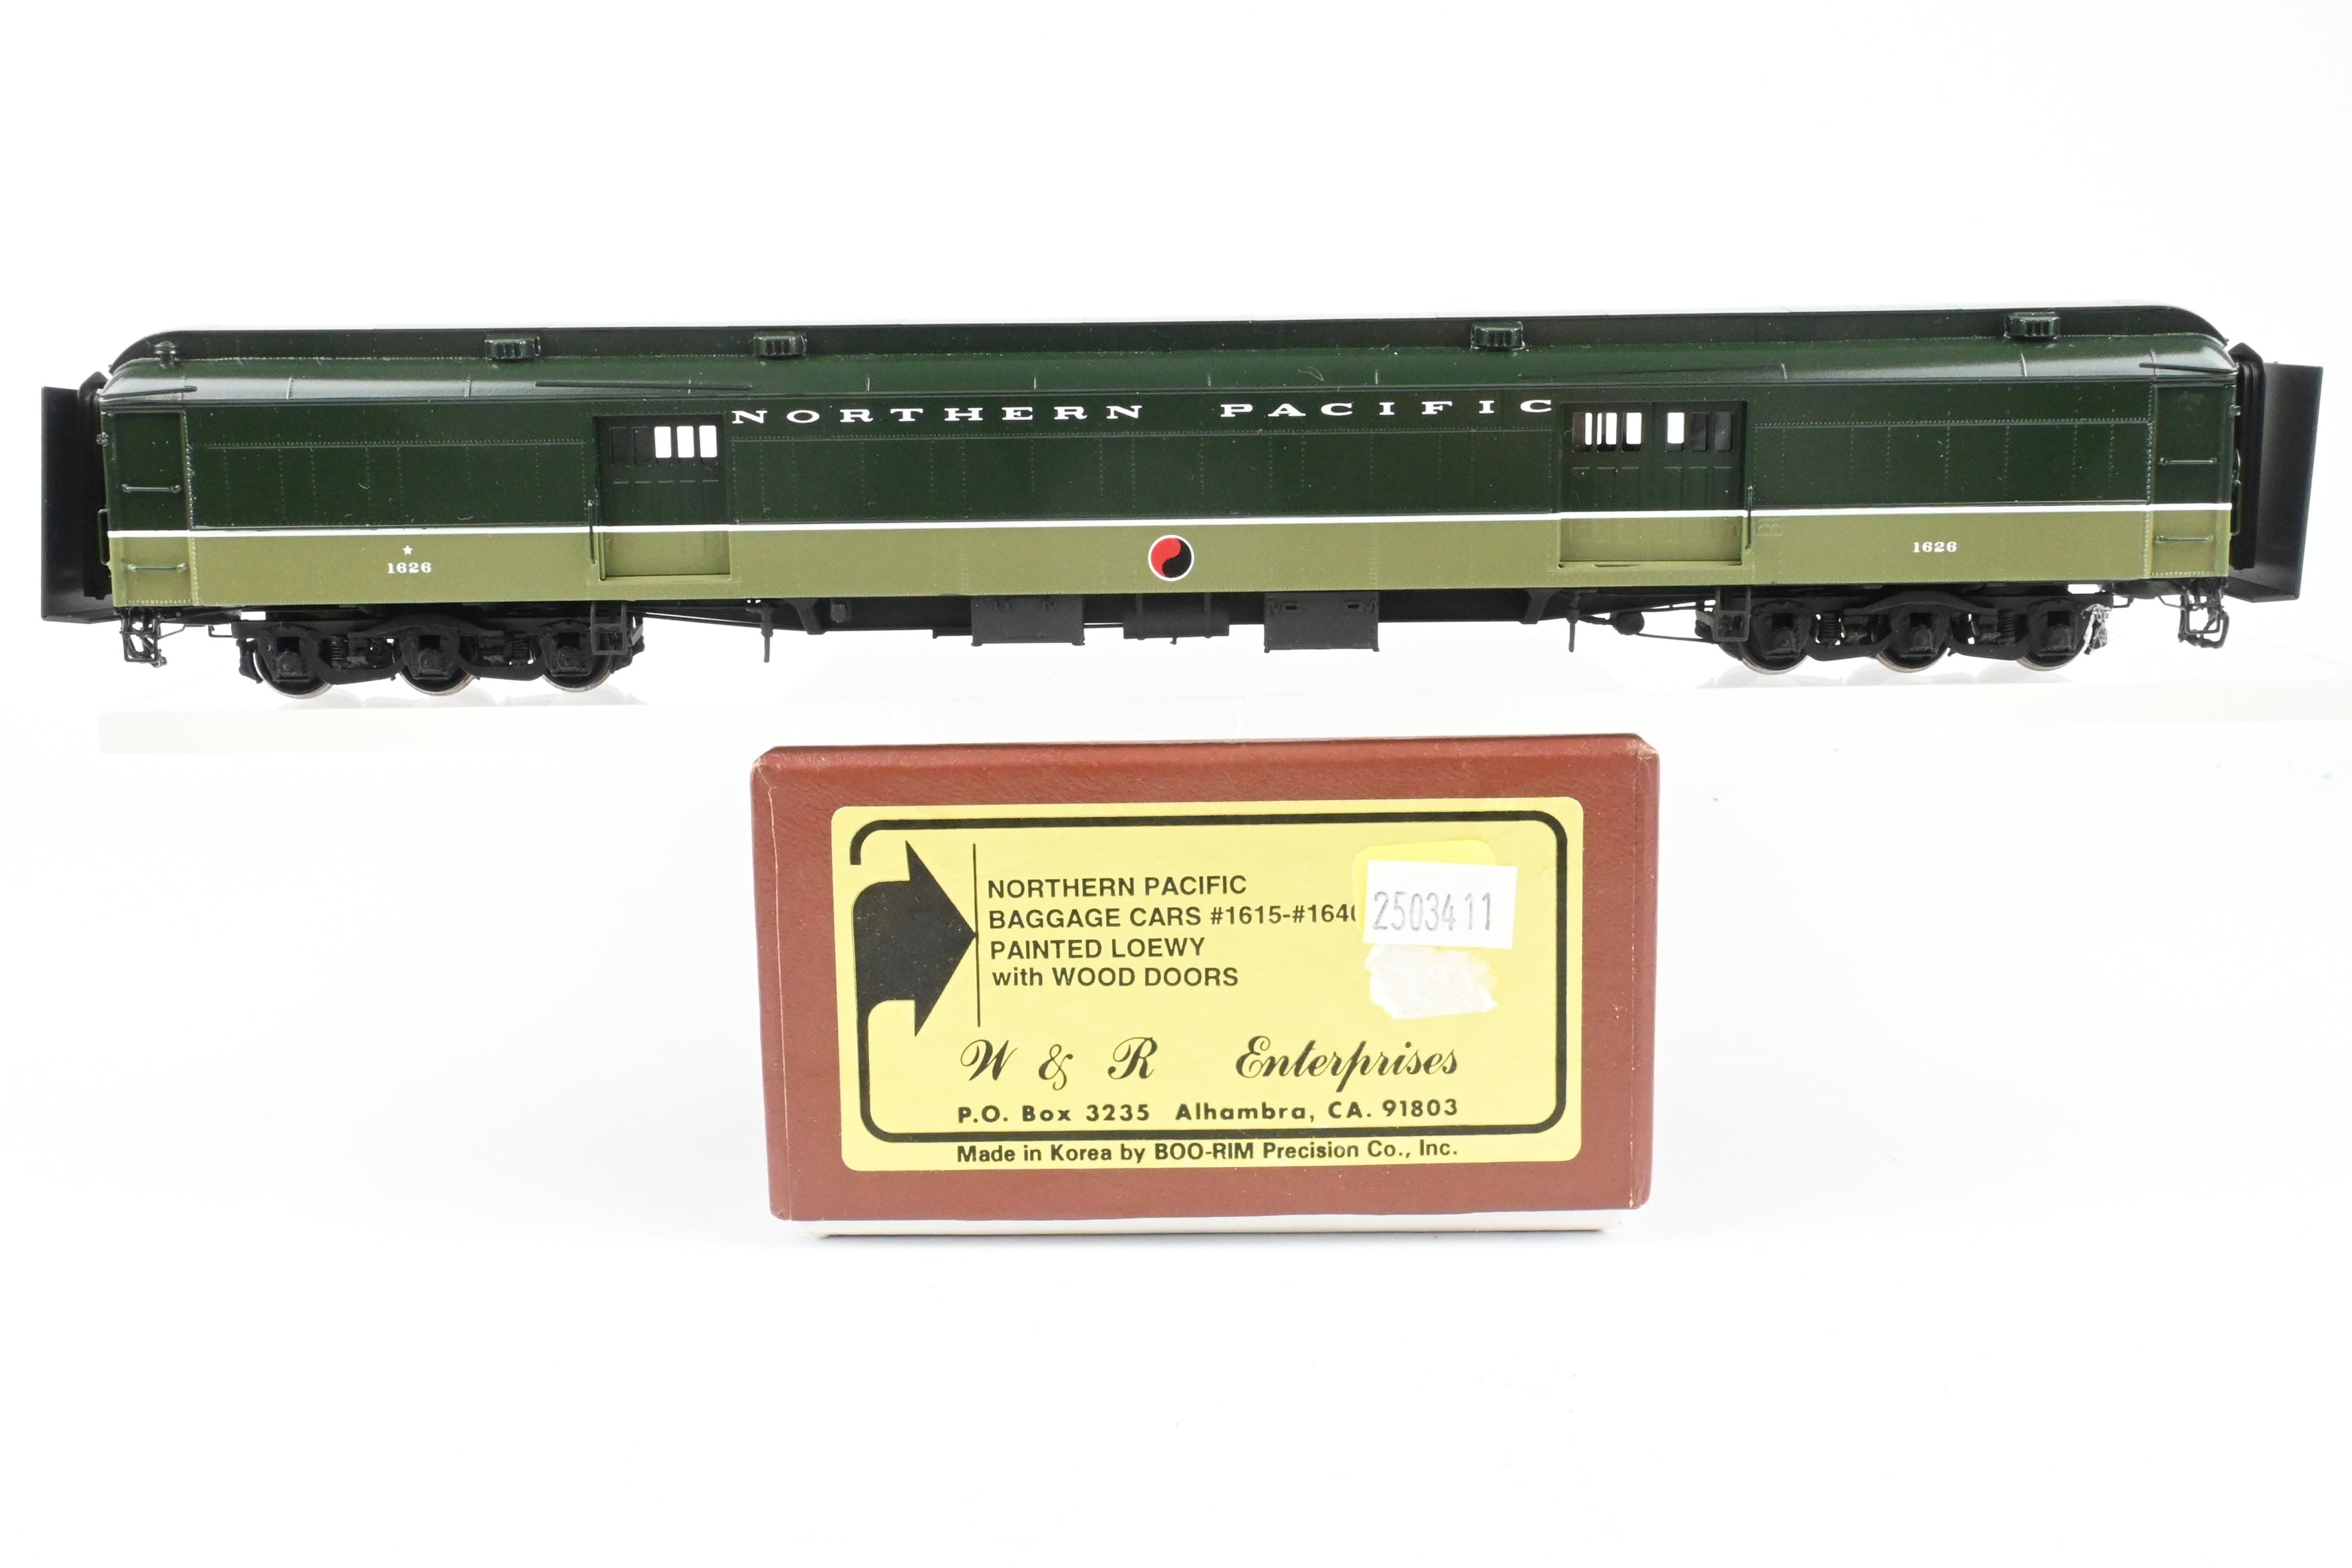 NORTHERN PACIFIC
1626
1626
NORTHERN PACIFIC
BAGGAGE CARS #1615-#1640
PAINTED LOEWY
with WOOD DOORS
2503411
W & R Enterprises
P.O. Box 3235 Alhambra, CA. 91803
Made in Korea by BOO-RIM Precision Co., Inc.